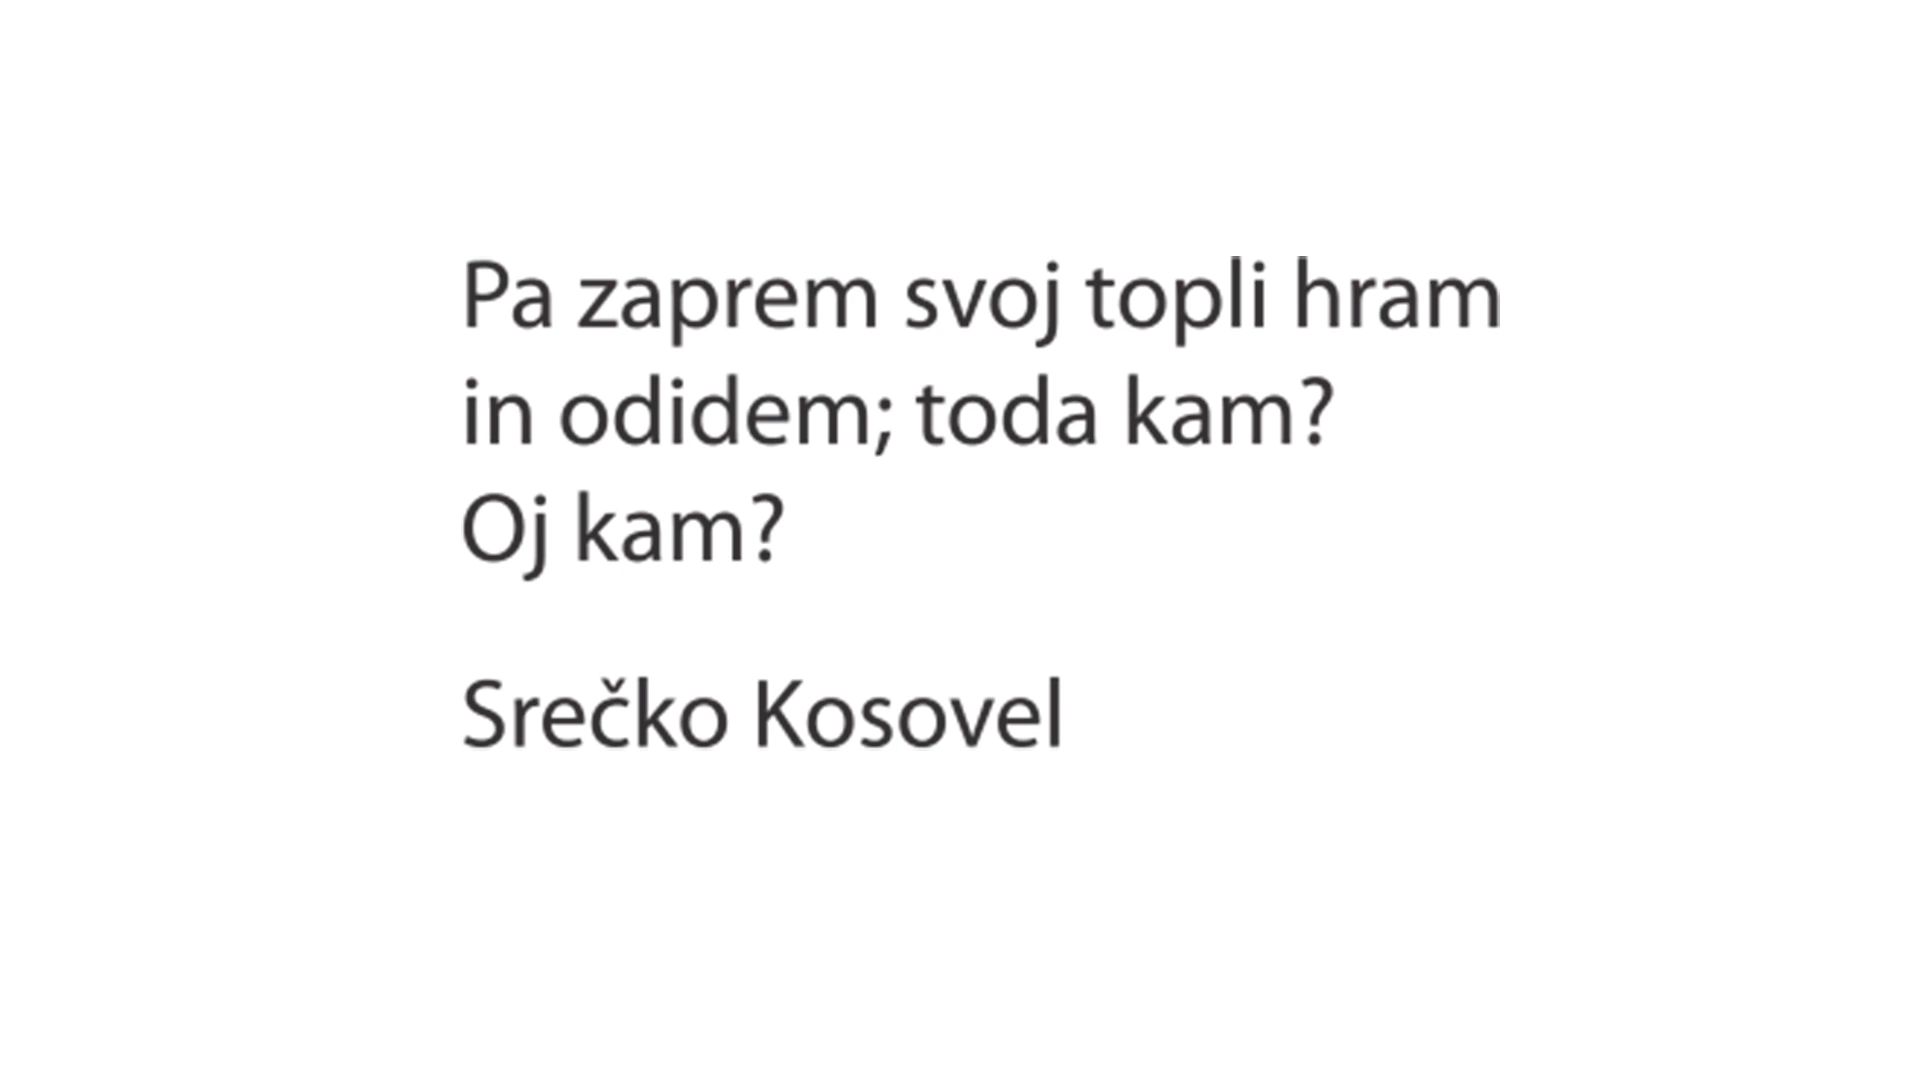 Pa zaprem svoj topli hram
in odidem; toda kam?
Oj kam?
Srečko Kosovel